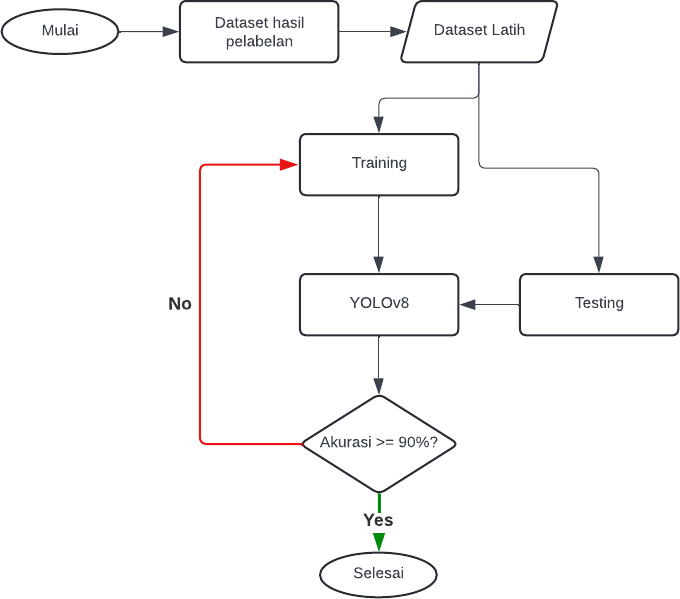 Mulai
Dataset hasil
pelabelan
Dataset Latih
Training
YOLOv8
Testing
No
Akurasi >= 90%?
Yes
Selesai